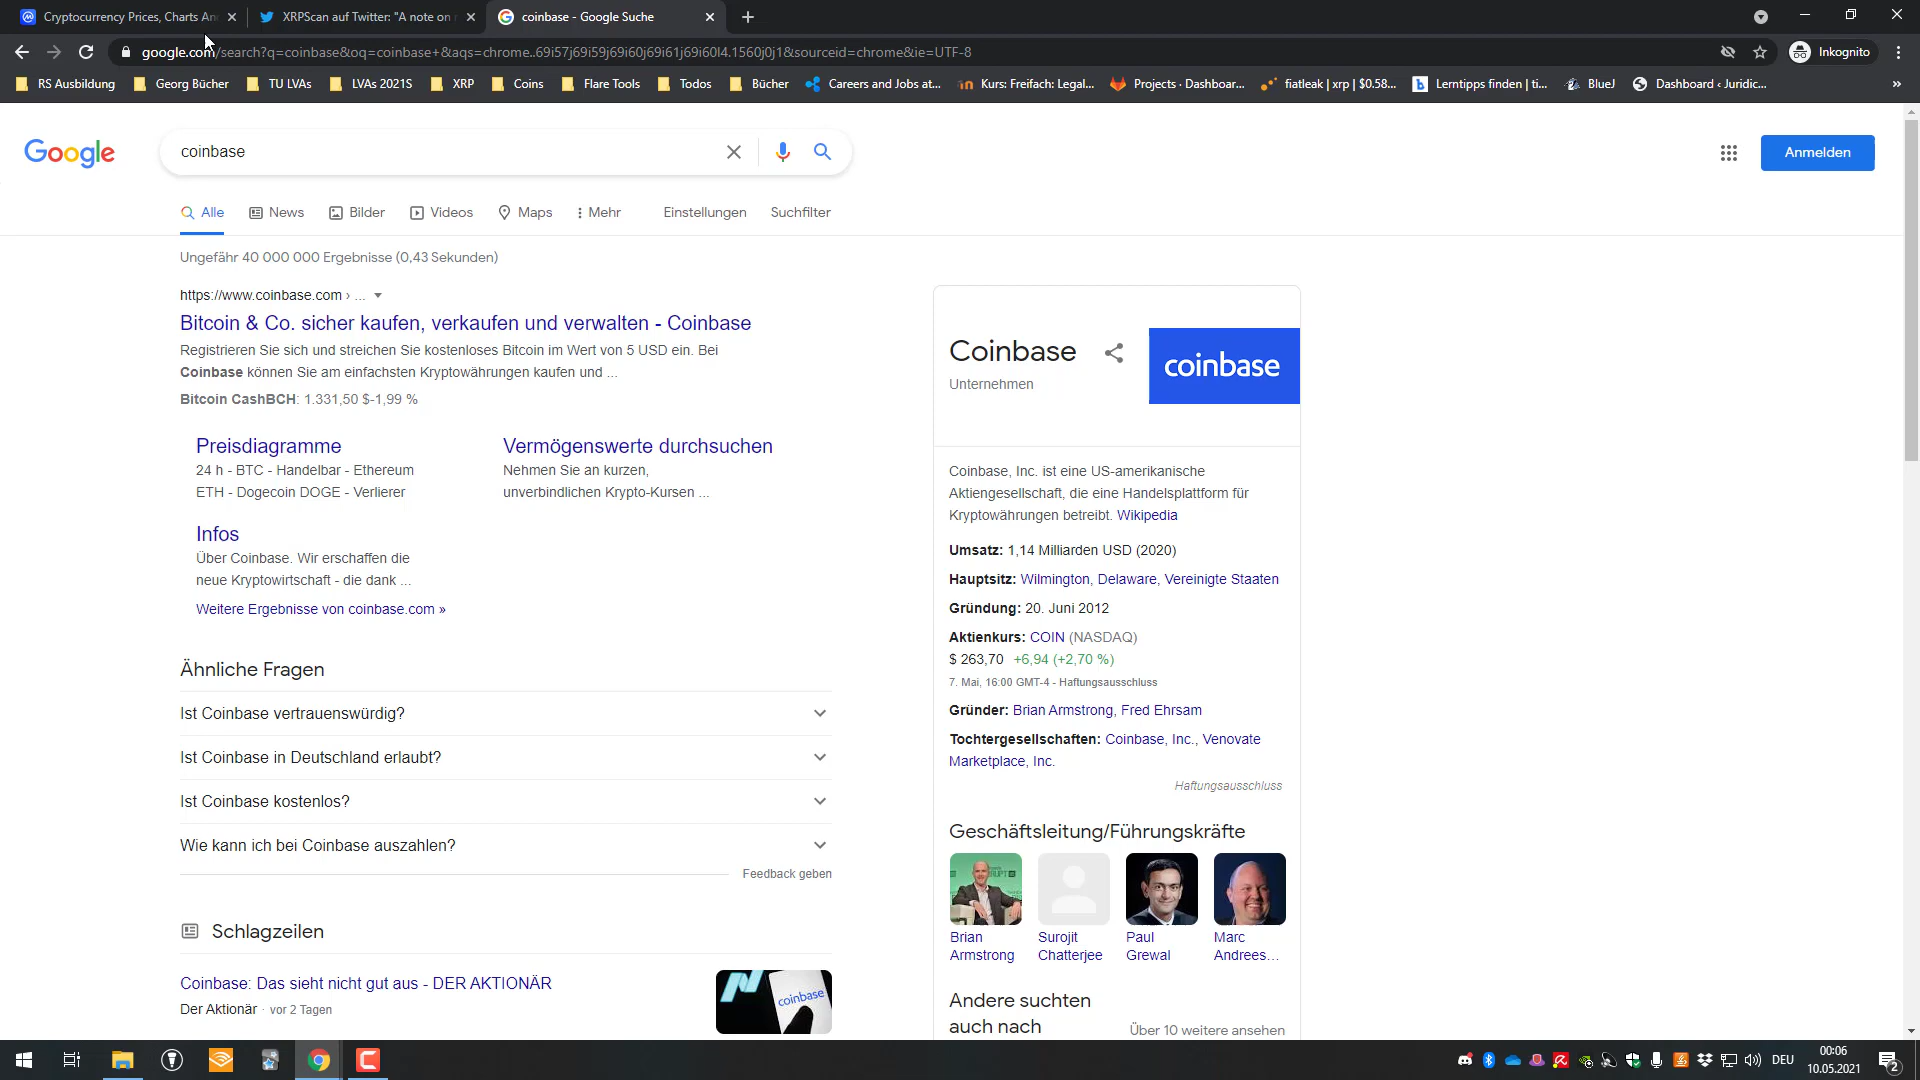 Cryptocurrency Prices, Charts An
XRPScan auf Twitter: "A note on r
coinbase - Google Suche
google.com/search?q=coinbase&oq=coinbase+&aqs=chrome..69i57j69i59j69i60j69i61j69i60l4.1560j0j1&sourceid=chrome&ie=UTF-8
Inkognito
RS Ausbildung
Georg Bücher
TU LVAs
LVAs 2021S
XRP
Coins
Flare Tools
Todos
Bücher
Careers and Jobs at...
Kurs: Freifach: Legal...
Projects · Dashboar...
fiatleak | xrp | $0.58...
Lerntipps finden | ti...
BlueJ
Dashboard ‹ Juridic...
»
Google
coinbase
Anmelden
Alle
News
Bilder
Videos
Maps
Mehr
Einstellungen
Suchfilter
Ungefähr 40 000 000 Ergebnisse (0,43 Sekunden)
https://www.coinbase.com › ...
Bitcoin & Co. sicher kaufen, verkaufen und verwalten - Coinbase
Registrieren Sie sich und streichen Sie kostenloses Bitcoin im Wert von 5 USD ein. Bei
Coinbase können Sie am einfachsten Kryptowährungen kaufen und ...
Bitcoin CashBCH: 1.331,50 $-1,99 %
Preisdiagramme
24 h - BTC - Handelbar - Ethereum
ETH - Dogecoin DOGE - Verlierer
Vermögenswerte durchsuchen
Nehmen Sie an kurzen,
unverbindlichen Krypto-Kursen ...
Infos
Über Coinbase. Wir erschaffen die
neue Kryptowirtschaft - die dank ...
Weitere Ergebnisse von coinbase.com »
Ähnliche Fragen
Ist Coinbase vertrauenswürdig?
Ist Coinbase in Deutschland erlaubt?
Ist Coinbase kostenlos?
Wie kann ich bei Coinbase auszahlen?
Feedback geben
Schlagzeilen
Coinbase: Das sieht nicht gut aus - DER AKTIONÄR
Der Aktionär · vor 2 Tagen
coinbase
Coinbase
Unternehmen
coinbase
Coinbase, Inc. ist eine US-amerikanische
Aktiengesellschaft, die eine Handelsplattform für
Kryptowährungen betreibt. Wikipedia
Umsatz: 1,14 Milliarden USD (2020)
Hauptsitz: Wilmington, Delaware, Vereinigte Staaten
Gründung: 20. Juni 2012
Aktienkurs: COIN (NASDAQ)
$ 263,70 +6,94 (+2,70 %)
7. Mai, 16:00 GMT-4 - Haftungsausschluss
Gründer: Brian Armstrong, Fred Ehrsam
Tochtergesellschaften: Coinbase, Inc., Venovate
Marketplace, Inc.
Haftungsausschluss
Geschäftsleitung/Führungskräfte
Brian
Armstrong
Surojit
Chatterjee
Paul
Grewal
Marc
Andrees...
Andere suchten
auch nach
Über 10 weitere ansehen
DEU
00:06
10.05.2021
2